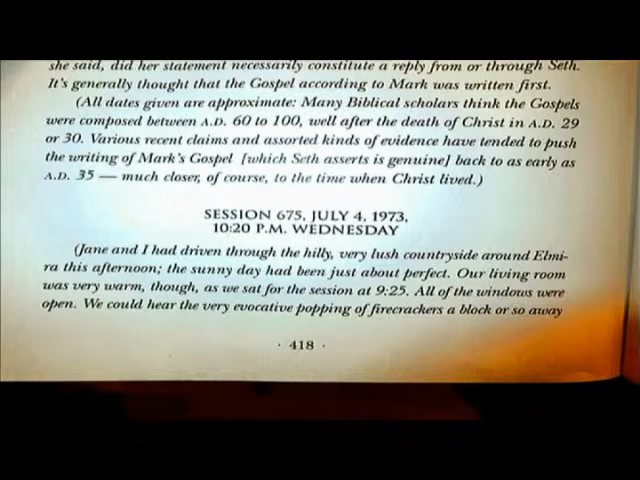 she said, did her statement necessarily constitute a reply from or through Seth.
It's generally thought that the Gospel according to Mark was written first.
(All dates given are approximate: Many Biblical scholars think the Gospels
were composed between A.D. 60 to 100, well after the death of Christ in A.D. 29
or 30. Various recent claims and assorted kinds of evidence have tended to push
the writing of Mark's Gospel [which Seth asserts is genuine] back to as early as
A.D. 35 — much closer, of course, to the time when Christ lived.)
SESSION 675, JULY 4, 1973,
10:20 P.M. WEDNESDAY
(Jane and I had driven through the hilly, very lush countryside around Elmi-
ra this afternoon; the sunny day had been just about perfect. Our living room
was very warm, though, as we sat for the session at 9:25. All of the windows were
open. We could hear the very evocative popping of firecrackers a block or so away
· 418 ·